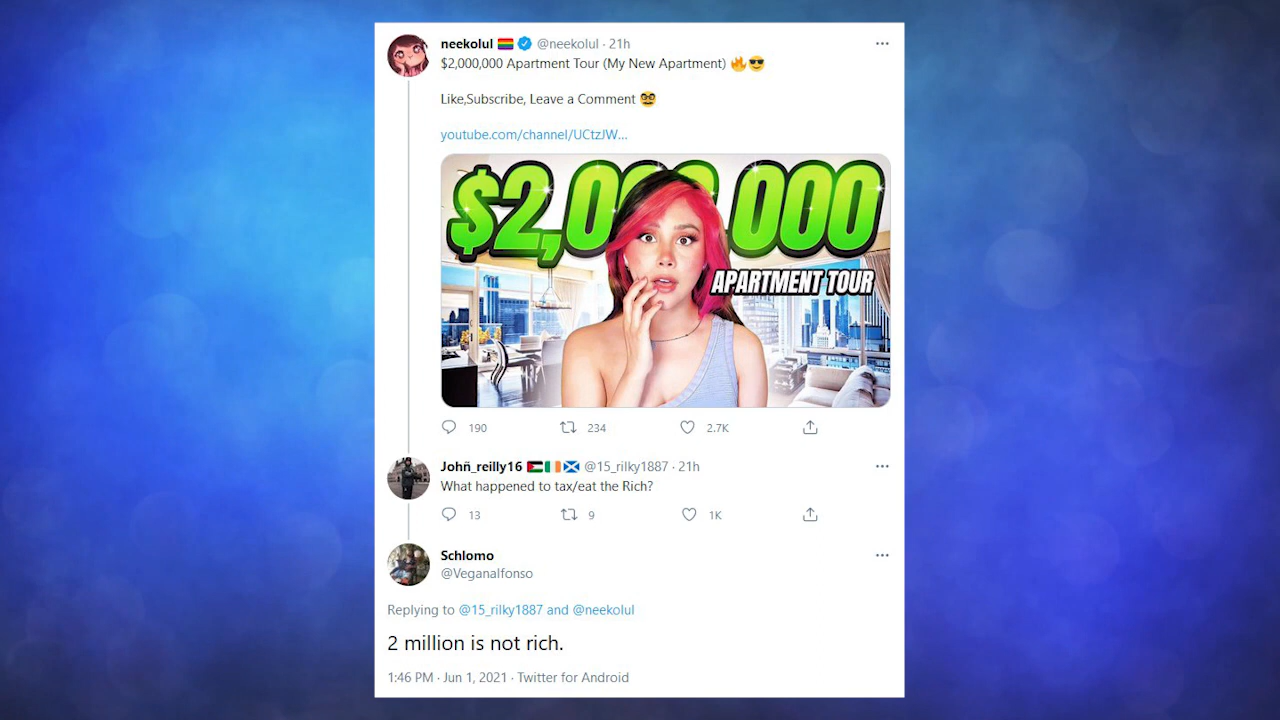 neekolul 🏳️‍🌈 @neekolul · 21h
$2,000,000 Apartment Tour (My New Apartment) 🔥😎
Like,Subscribe, Leave a Comment 🥸
youtube.com/channel/UCtzJW...
$2,0 000
APARTMENT TOUR
190 234 2.7K
Johñ_reilly16 🇵🇸🇮🇪🏴󠁧󠁢󠁳󠁣󠁴󠁿 @15_rilky1887 · 21h
What happened to tax/eat the Rich?
13 9 1K
Schlomo
@Veganalfonso
Replying to @15_rilky1887 and @neekolul
2 million is not rich.
1:46 PM · Jun 1, 2021 · Twitter for Android